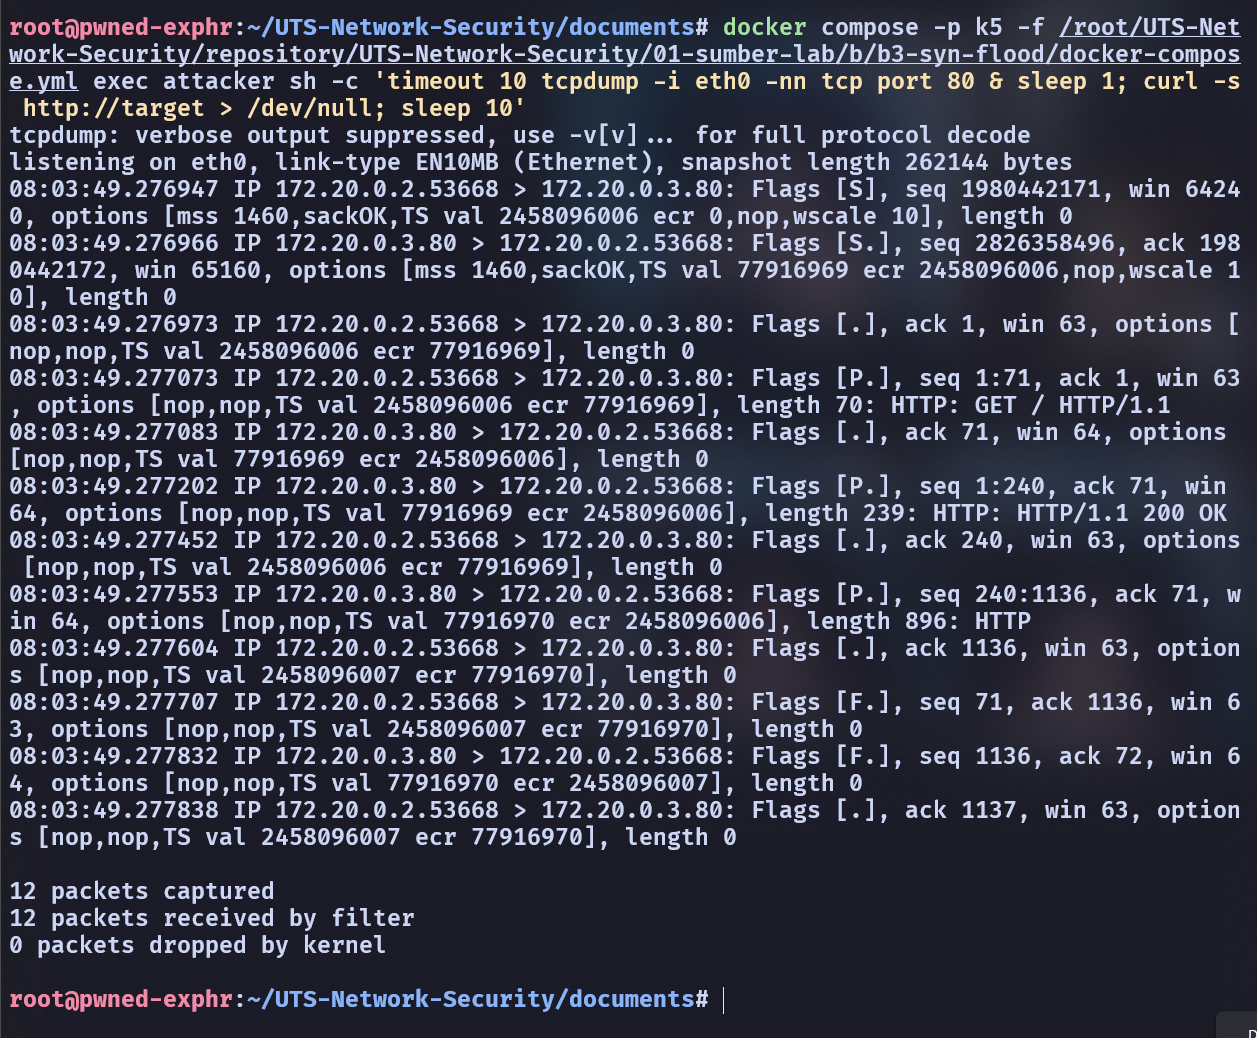 root@pwned-exphr:~/UTS-Network-Security/documents# docker compose -p k5 -f /root/UTS-Net
work-Security/repository/UTS-Network-Security/01-sumber-lab/b/b3-syn-flood/docker-compos
e.yml exec attacker sh -c 'timeout 10 tcpdump -i eth0 -nn tcp port 80 & sleep 1; curl -s
 http://target > /dev/null; sleep 10'
tcpdump: verbose output suppressed, use -v[v]... for full protocol decode
listening on eth0, link-type EN10MB (Ethernet), snapshot length 262144 bytes
08:03:49.276947 IP 172.20.0.2.53668 > 172.20.0.3.80: Flags [S], seq 1980442171, win 6424
0, options [mss 1460,sackOK,TS val 2458096006 ecr 0,nop,wscale 10], length 0
08:03:49.276966 IP 172.20.0.3.80 > 172.20.0.2.53668: Flags [S.], seq 2826358496, ack 198
0442172, win 65160, options [mss 1460,sackOK,TS val 77916969 ecr 2458096006,nop,wscale 1
0], length 0
08:03:49.276973 IP 172.20.0.2.53668 > 172.20.0.3.80: Flags [.], ack 1, win 63, options [
nop,nop,TS val 2458096006 ecr 77916969], length 0
08:03:49.277073 IP 172.20.0.2.53668 > 172.20.0.3.80: Flags [P.], seq 1:71, ack 1, win 63
, options [nop,nop,TS val 2458096006 ecr 77916969], length 70: HTTP: GET / HTTP/1.1
08:03:49.277083 IP 172.20.0.3.80 > 172.20.0.2.53668: Flags [.], ack 71, win 64, options
[nop,nop,TS val 77916969 ecr 2458096006], length 0
08:03:49.277202 IP 172.20.0.3.80 > 172.20.0.2.53668: Flags [P.], seq 1:240, ack 71, win
64, options [nop,nop,TS val 77916969 ecr 2458096006], length 239: HTTP: HTTP/1.1 200 OK
08:03:49.277452 IP 172.20.0.2.53668 > 172.20.0.3.80: Flags [.], ack 240, win 63, options
 [nop,nop,TS val 2458096006 ecr 77916969], length 0
08:03:49.277553 IP 172.20.0.3.80 > 172.20.0.2.53668: Flags [P.], seq 240:1136, ack 71, w
in 64, options [nop,nop,TS val 77916970 ecr 2458096006], length 896: HTTP
08:03:49.277604 IP 172.20.0.2.53668 > 172.20.0.3.80: Flags [.], ack 1136, win 63, option
s [nop,nop,TS val 2458096007 ecr 77916970], length 0
08:03:49.277707 IP 172.20.0.2.53668 > 172.20.0.3.80: Flags [F.], seq 71, ack 1136, win 6
3, options [nop,nop,TS val 2458096007 ecr 77916970], length 0
08:03:49.277832 IP 172.20.0.3.80 > 172.20.0.2.53668: Flags [F.], seq 1136, ack 72, win 6
4, options [nop,nop,TS val 77916970 ecr 2458096007], length 0
08:03:49.277838 IP 172.20.0.2.53668 > 172.20.0.3.80: Flags [.], ack 1137, win 63, option
s [nop,nop,TS val 2458096007 ecr 77916970], length 0
12 packets captured
12 packets received by filter
0 packets dropped by kernel
root@pwned-exphr:~/UTS-Network-Security/documents#